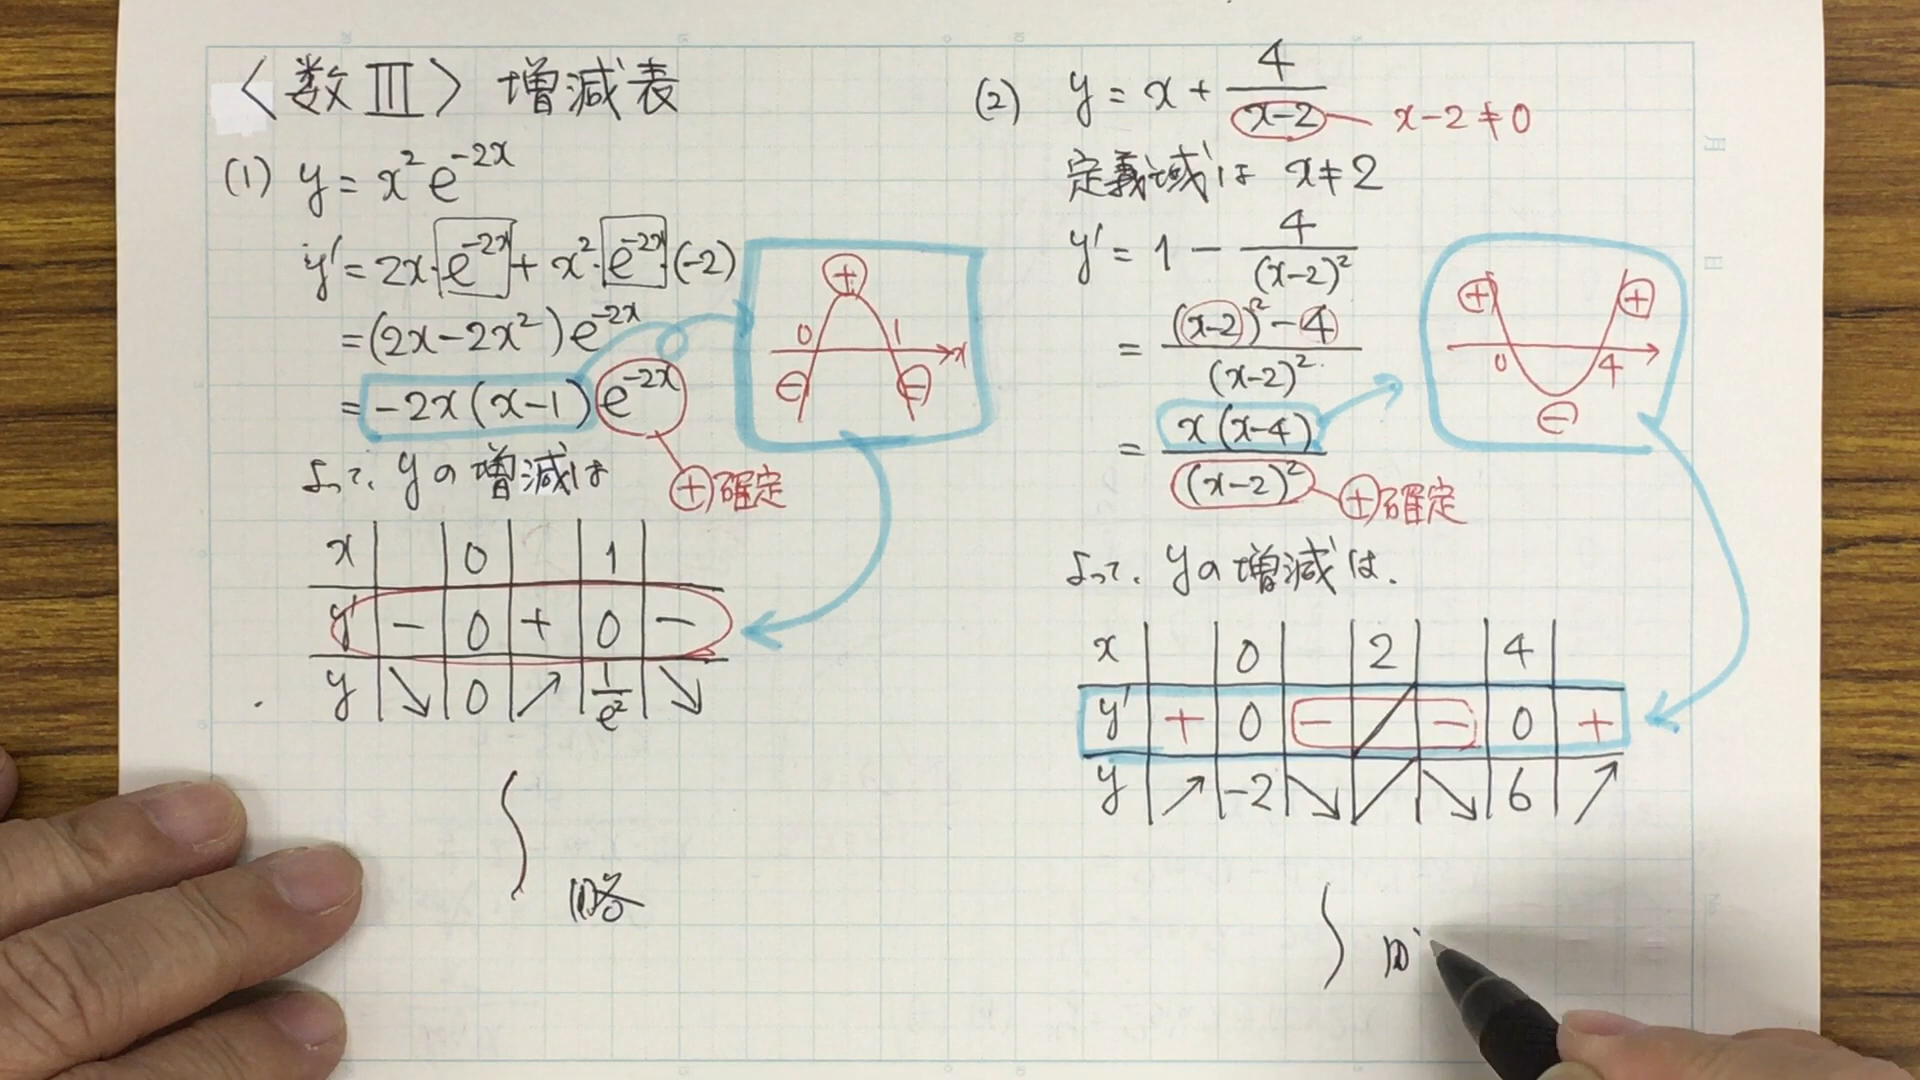 〈数Ⅲ〉増減表
(1) y = x²e^{-2x}
y' = 2x・e^{-2x} + x²・e^{-2x}・(-2)
= (2x-2x²)e^{-2x}
= -2x(x-1)e^{-2x}
⊕確定
+
0 1 x
− −
よって、yの増減は
x 0 1
y' − 0 + 0 −
y ↘ 0 ↗ 1/e² ↘
略
(2) y = x + 4/(x-2) x-2≠0
定義域は x≠2
y' = 1 - 4/(x-2)²
= ((x-2)²-4)/(x-2)²
= x(x-4)/(x-2)²
⊕確定
+ +
0 4
−
よって、yの増減は、
x 0 2 4
y' + 0 − ╱ − 0 +
y ↗ -2 ↘ ╱ ↘ 6 ↗